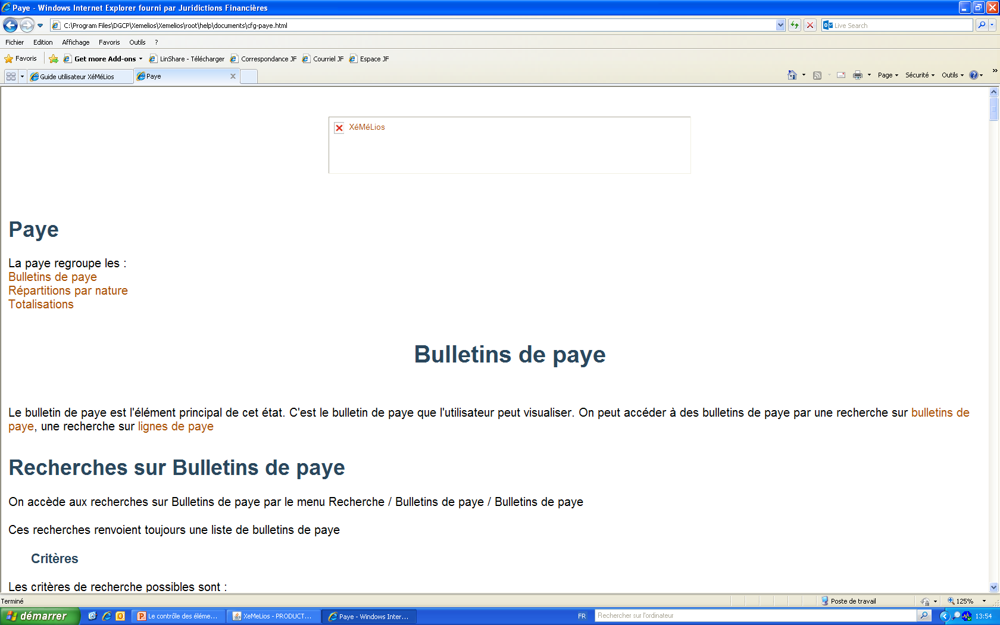 Paye - Windows Internet Explorer fourni par Juridictions Financières
C:\Program Files\DGCP\Xemelios\Xemelios\root\help\documents\cfg-paye.html
Live Search
Fichier Edition Affichage Favoris Outils ?
Favoris Get more Add-ons LinShare - Télécharger Correspondance JF Courriel JF Espace JF
Guide utilisateur XéMéLios Paye Page Sécurité Outils »
XéMéLios
Paye
La paye regroupe les :
Bulletins de paye
Répartitions par nature
Totalisations
Bulletins de paye
Le bulletin de paye est l'élément principal de cet état. C'est le bulletin de paye que l'utilisateur peut visualiser. On peut accéder à des bulletins de paye par une recherche sur bulletins de
paye, une recherche sur lignes de paye
Recherches sur Bulletins de paye
On accède aux recherches sur Bulletins de paye par le menu Recherche / Bulletins de paye / Bulletins de paye
Ces recherches renvoient toujours une liste de bulletins de paye
Critères
Les critères de recherche possibles sont :
Terminé Poste de travail 125%
démarrer Le contrôle des éléme... XeMeLios - PRODUCT... Paye - Windows Inter... FR Rechercher sur l'ordinateur 13:54